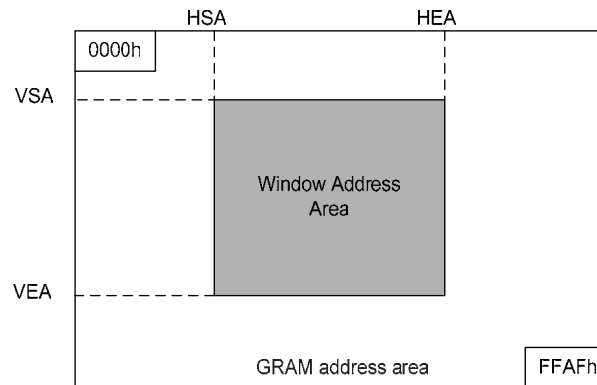 HSA HEA
0000h
VSA
Window Address
Area
VEA
GRAM address area
FFAFh